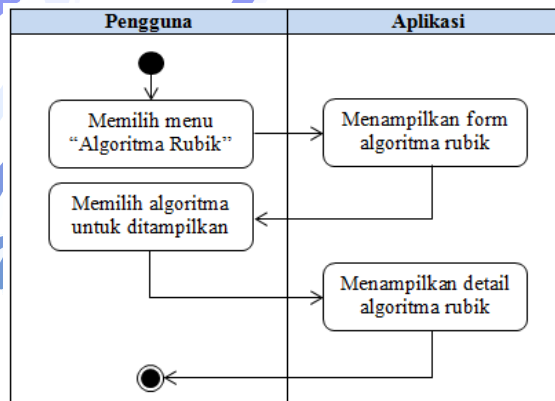 Pengguna
Aplikasi
Memilih menu
“Algoritma Rubik”
Menampilkan form
algoritma rubik
Memilih algoritma
untuk ditampilkan
Menampilkan detail
algoritma rubik